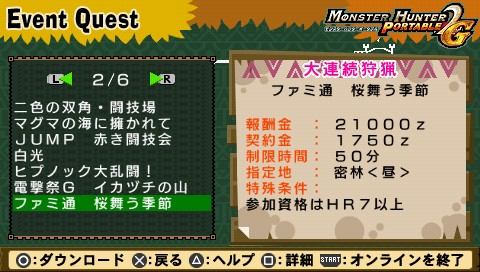 Event Quest
MONSTER HUNTER
PORTABLE 2nd G
L 2/6 R
二色の双角・闘技場
マグマの海に擁かれて
JUMP 赤き闘技会
白光
ヒプノック大乱闘！
電撃祭G イカヅチの山
ファミ通 桜舞う季節
大連続狩猟
ファミ通 桜舞う季節
報酬金 ： 21000z
契約金 ： 1750z
制限時間： 50分
指定地 ： 密林<昼>
特殊条件：
参加資格はHR7以上
○:ダウンロード ×:戻る △:ヘルプ □:詳細 START:オンラインを終了